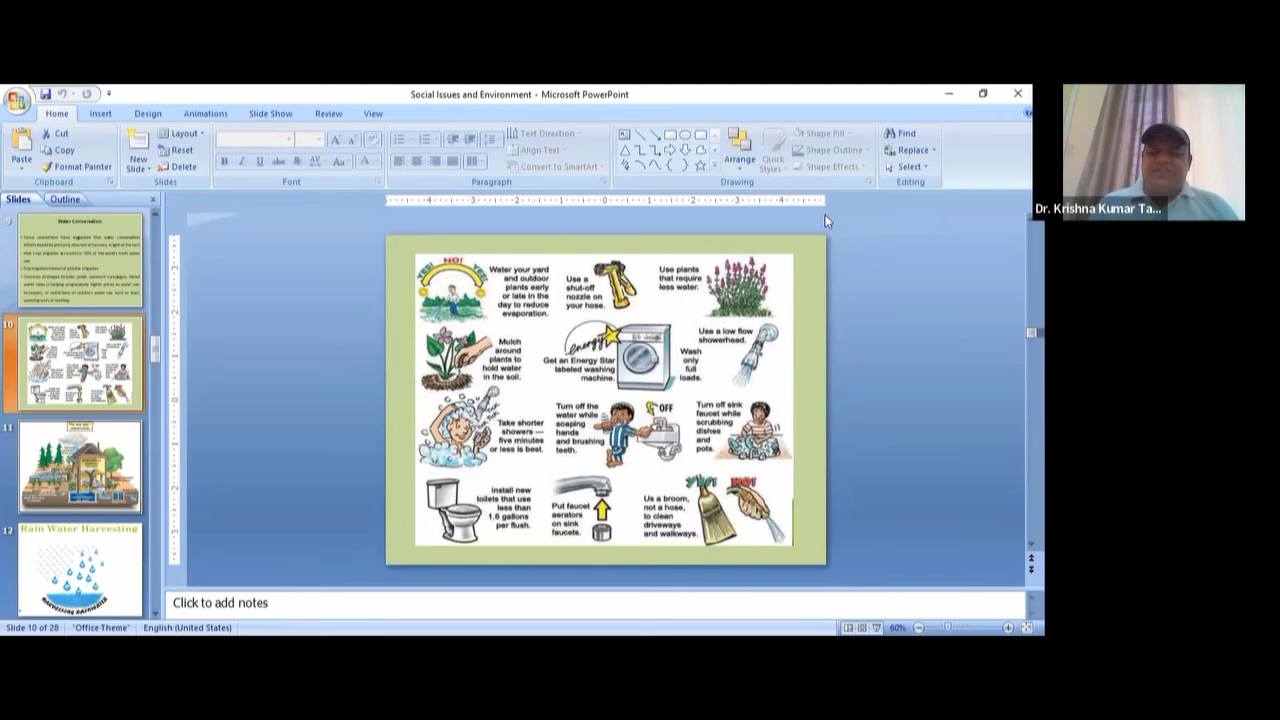 Social Issues and Environment - Microsoft PowerPoint
Home Insert Design Slide Show Animations Review View
Cut
Copy
Format Painter
Paste
Clipboard
New
Slide
Layout
Reset
Delete
Slides
Font
Text Direction
Align Text
Convert to SmartArt
Paragraph
Arrange
Quick
Styles
Shape Fill
Shape Outline
Shape Effects
Drawing
Find
Replace
Select
Editing
Dr. Krishna Kumar Ta...
Slides Outline
9
Water Conservation
10
11
12
Rain Water Harvesting
HARVESTING RAINWATER
YES! NO! YES!
Water your yard
and outdoor
plants early
or late in the
day to reduce
evaporation.
Use a
shut-off
nozzle on
your hose.
Use plants
that require
less water.
Mulch
around
plants to
hold water
in the soil.
energy
Get an Energy Star
labeled washing
machine.
Wash
only
full
loads.
Use a low flow
showerhead.
Take shorter
showers —
five minutes
or less is best.
Turn off the
water while
soaping
hands
and brushing
teeth.
OFF
Turn off sink
faucet while
scrubbing
dishes
and
pots.
Install new
toilets that use
less than
1.6 gallons
per flush.
Put faucet
aerators
on sink
faucets.
Us a broom,
not a hose,
to clean
driveways
and walkways.
YES! NO!
Click to add notes
Slide 10 of 28 "Office Theme" English (United States) 60%